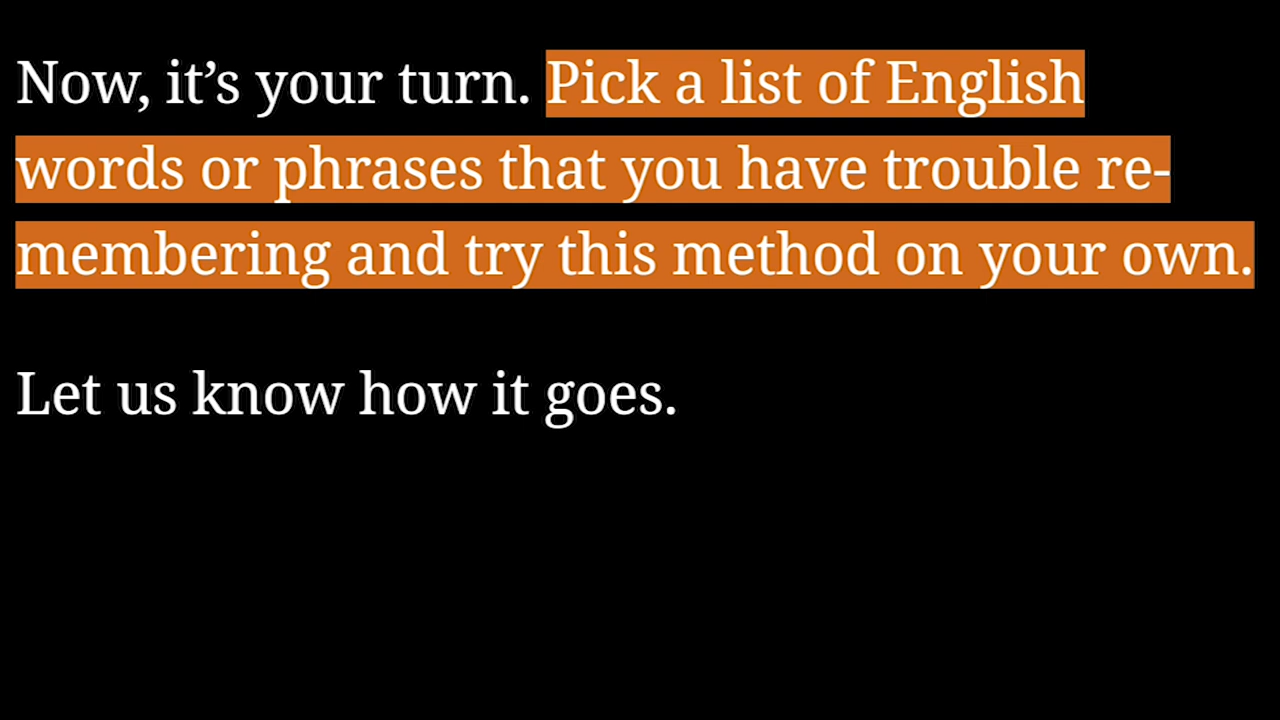 Now, it’s your turn. Pick a list of English
words or phrases that you have trouble re-
membering and try this method on your own.
Let us know how it goes.